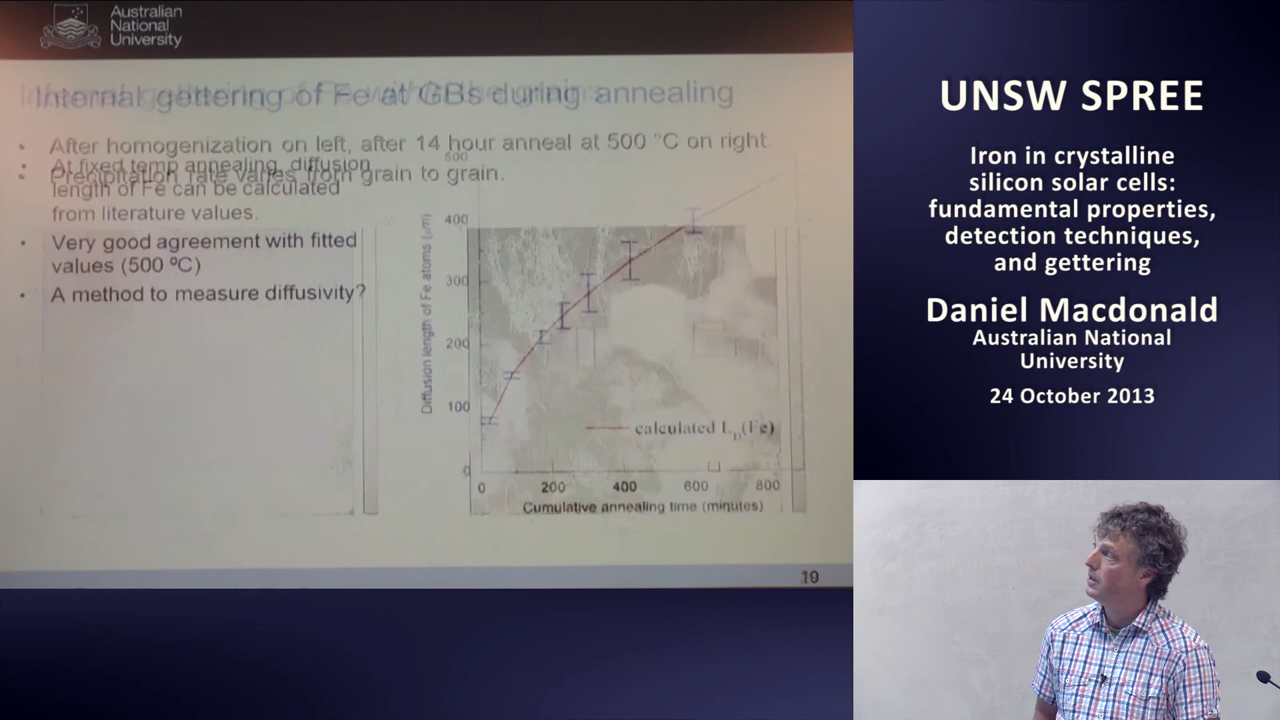 Australian
National
University
Internal gettering of Fe at GBs during annealing
• After homogenization on left, after 14 hour anneal at 500 °C on right.
• At fixed temp annealing, diffusion
• Precipitation rate varies from grain to grain.
length of Fe can be calculated
from literature values.
• Very good agreement with fitted
values (500 ºC)
• A method to measure diffusivity?
500
400
300
200
100
0
Diffusion length of Fe atoms (μm)
calculated L_D(Fe)
0 200 400 600 800
Cumulative annealing time (minutes)
UNSW SPREE
Iron in crystalline
silicon solar cells:
fundamental properties,
detection techniques,
and gettering
Daniel Macdonald
Australian National
University
24 October 2013